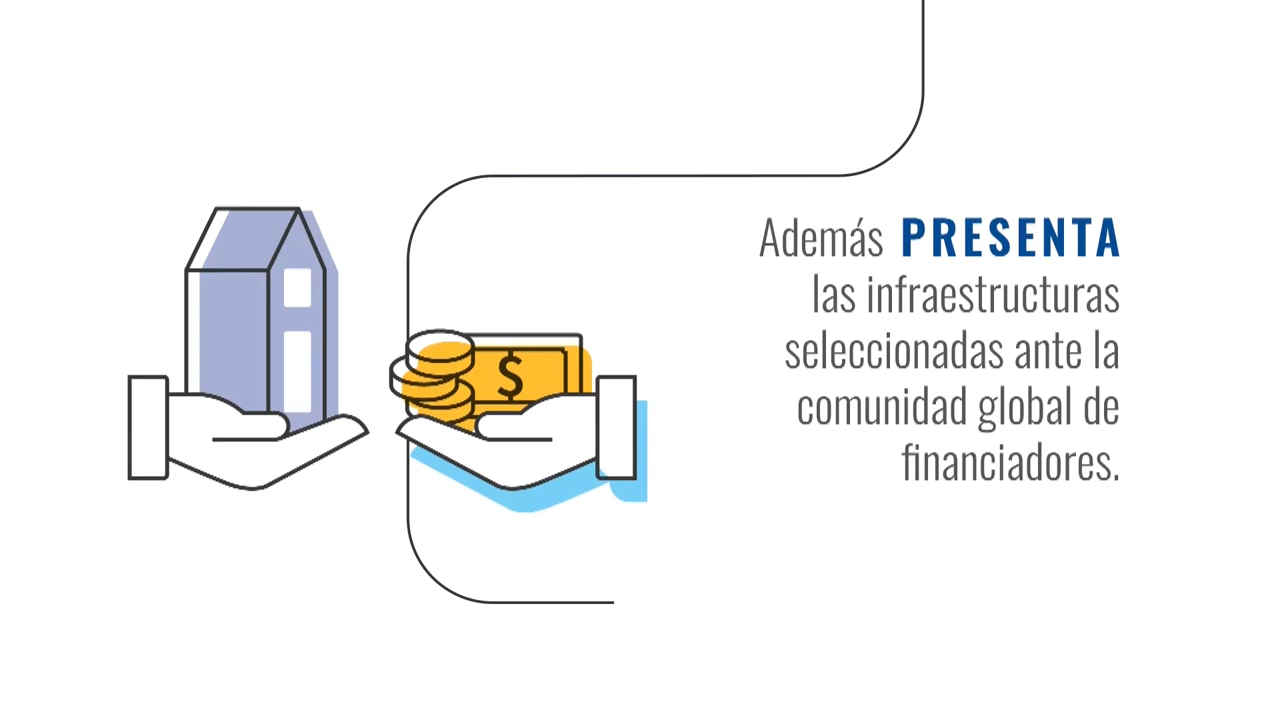 Además PRESENTA
las infraestructuras
seleccionadas ante la
comunidad global de
financiadores.
$